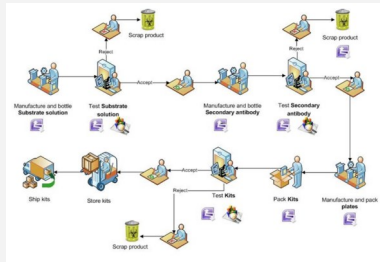 Scrap product
Scrap product
Reject
Reject
Accept
Accept
Manufacture and bottle
Substrate solution
Test Substrate
solution
Manufacture and bottle
Secondary antibody
Test Secondary
antibody
Accept
Reject
Ship kits
Store kits
Test Kits
Pack Kits
Manufacture and pack
plates
Scrap product